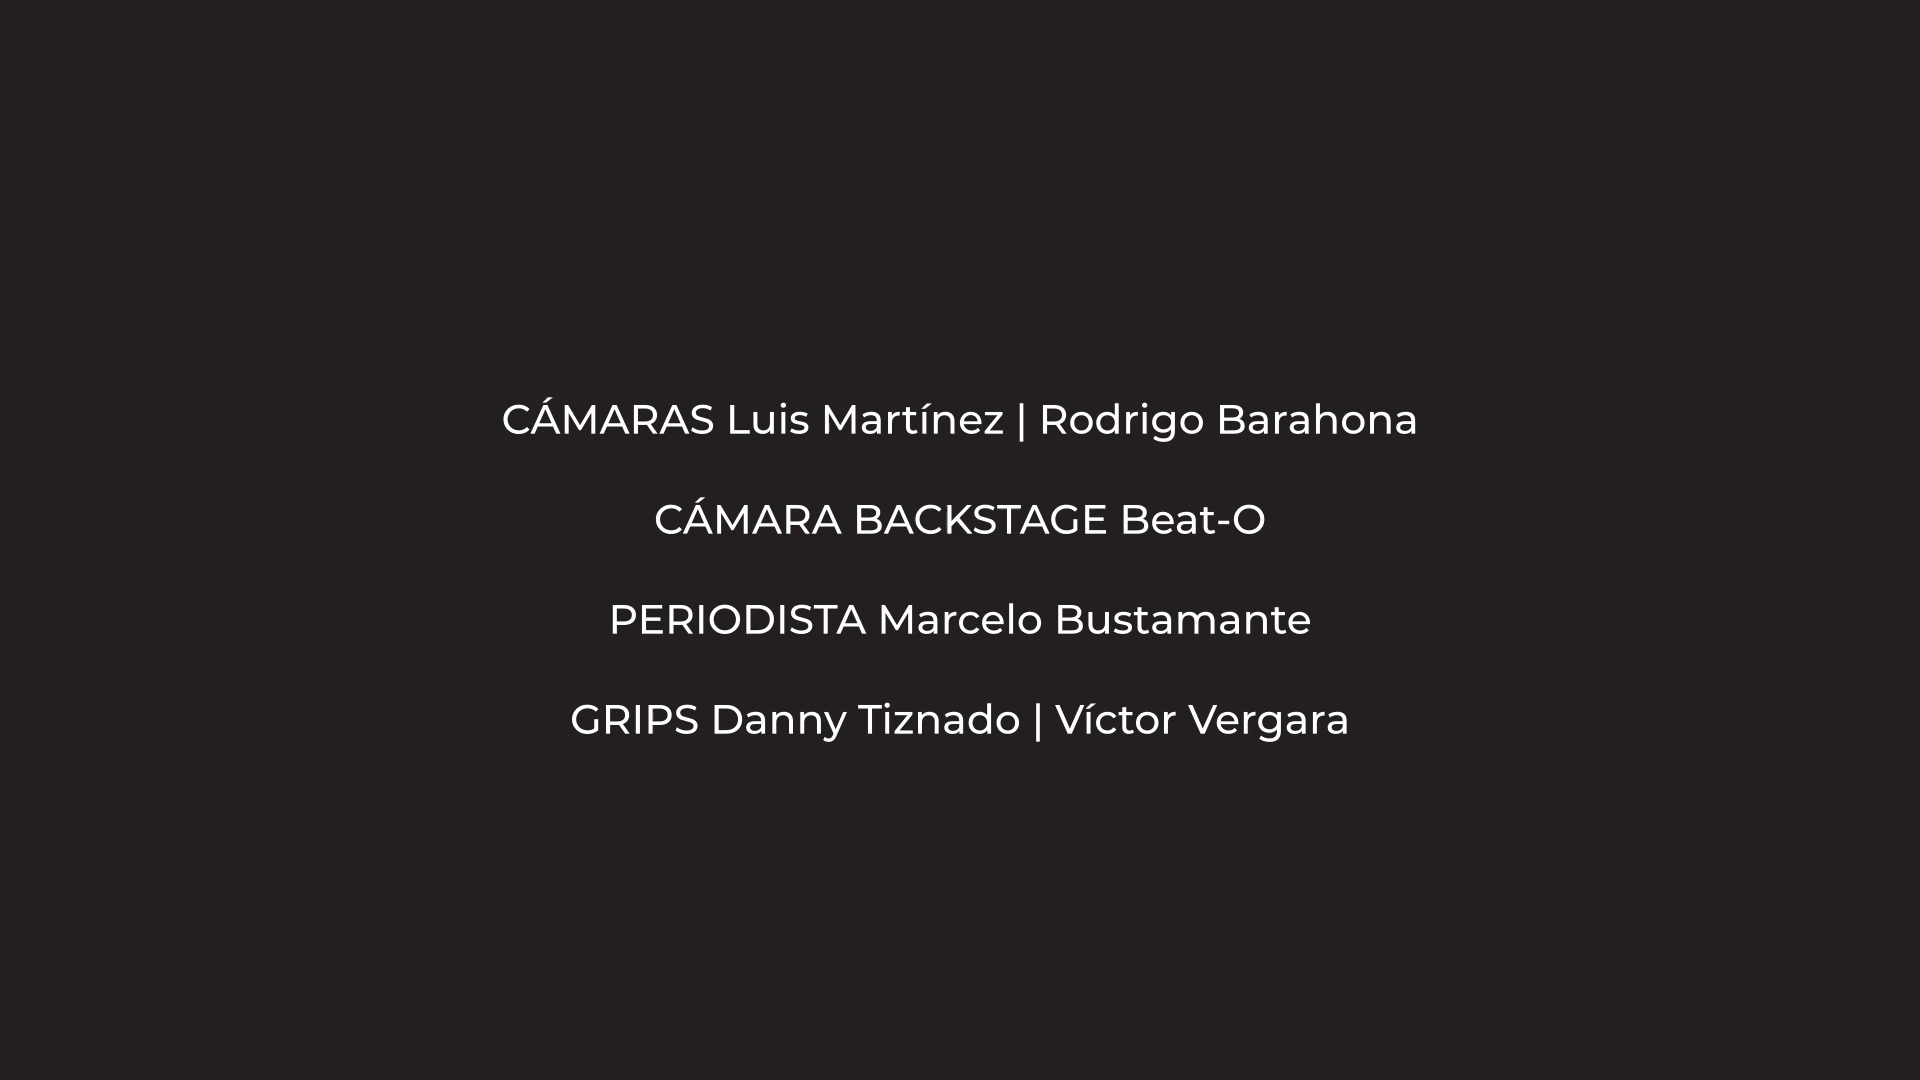 CÁMARAS Luis Martínez | Rodrigo Barahona
CÁMARA BACKSTAGE Beat-O
PERIODISTA Marcelo Bustamante
GRIPS Danny Tiznado | Víctor Vergara